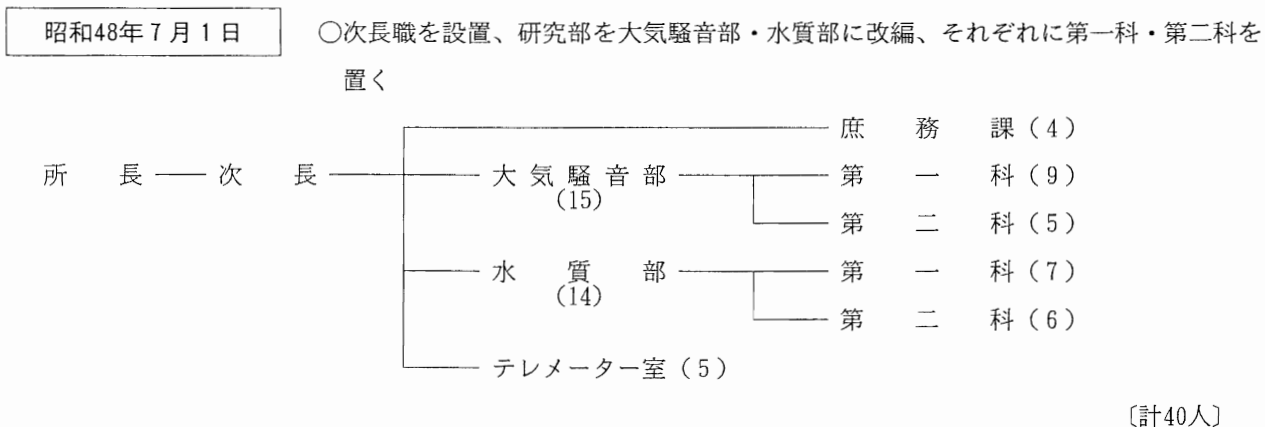 昭和48年7月1日 ○次長職を設置、研究部を大気騒音部・水質部に改編、それぞれに第一科・第二科を
置く
庶務課(4)
所長 次長 大気騒音部 第一科(9)
(15)
第二科(5)
水質部 第一科(7)
(14)
第二科(6)
テレメーター室(5)
〔計40人〕